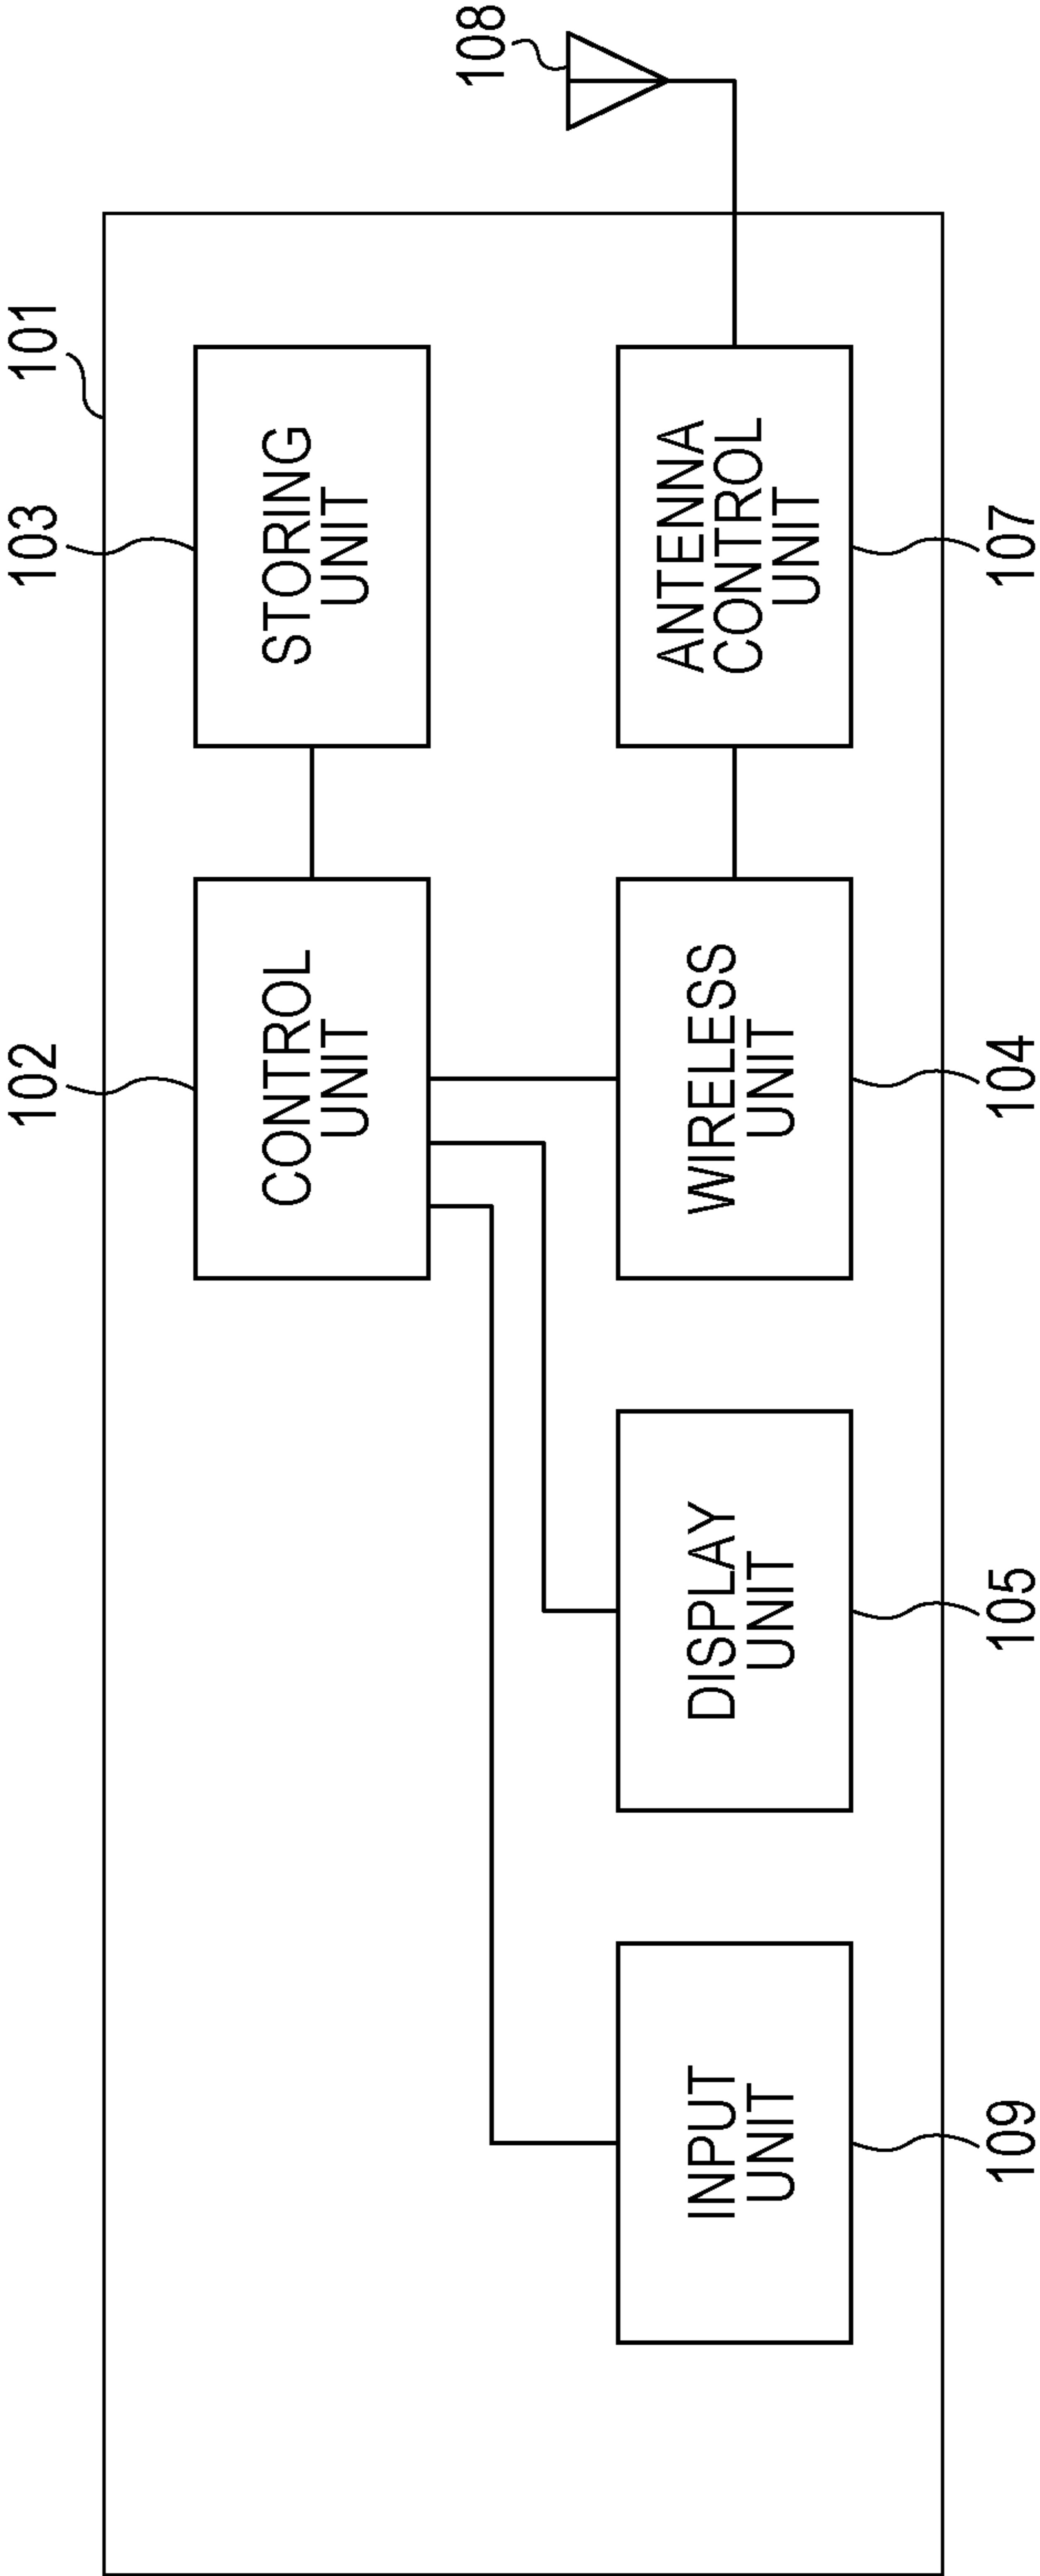 101
102
103
108
CONTROL
UNIT
STORING
UNIT
INPUT
UNIT
DISPLAY
UNIT
WIRELESS
UNIT
ANTENNA
CONTROL
UNIT
109
105
104
107